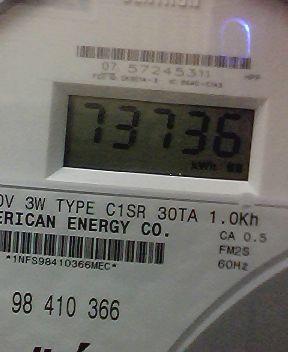 07 57245311
73736
kWh
0V 3W TYPE C1SR 30TA 1.0Kh
ERICAN ENERGY CO.
CA 0.5
FM2S
60Hz
*1NFS98410366MEC*
98 410 366